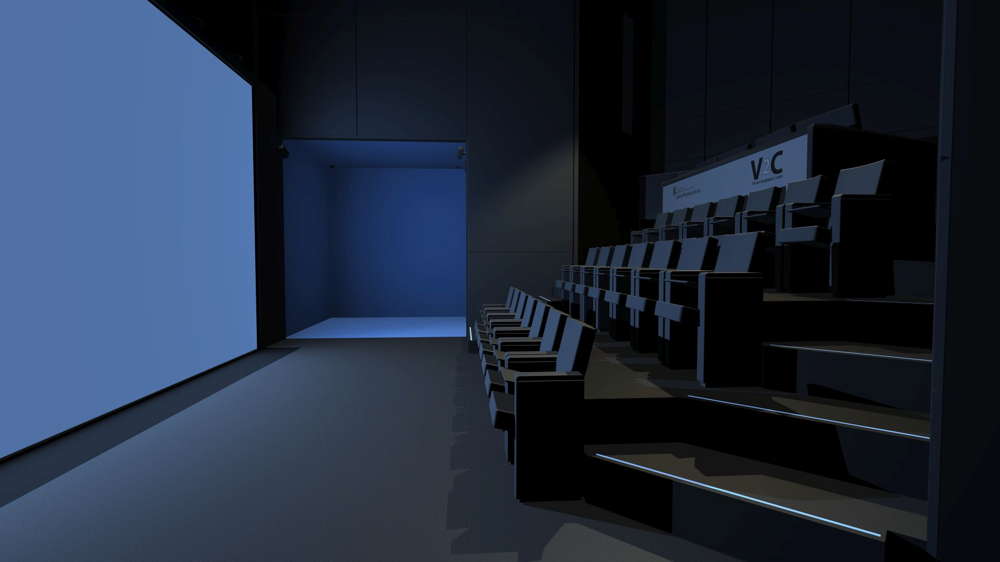 V2C
VR and Visualisation Centre
Leibniz-Rechenzentrum